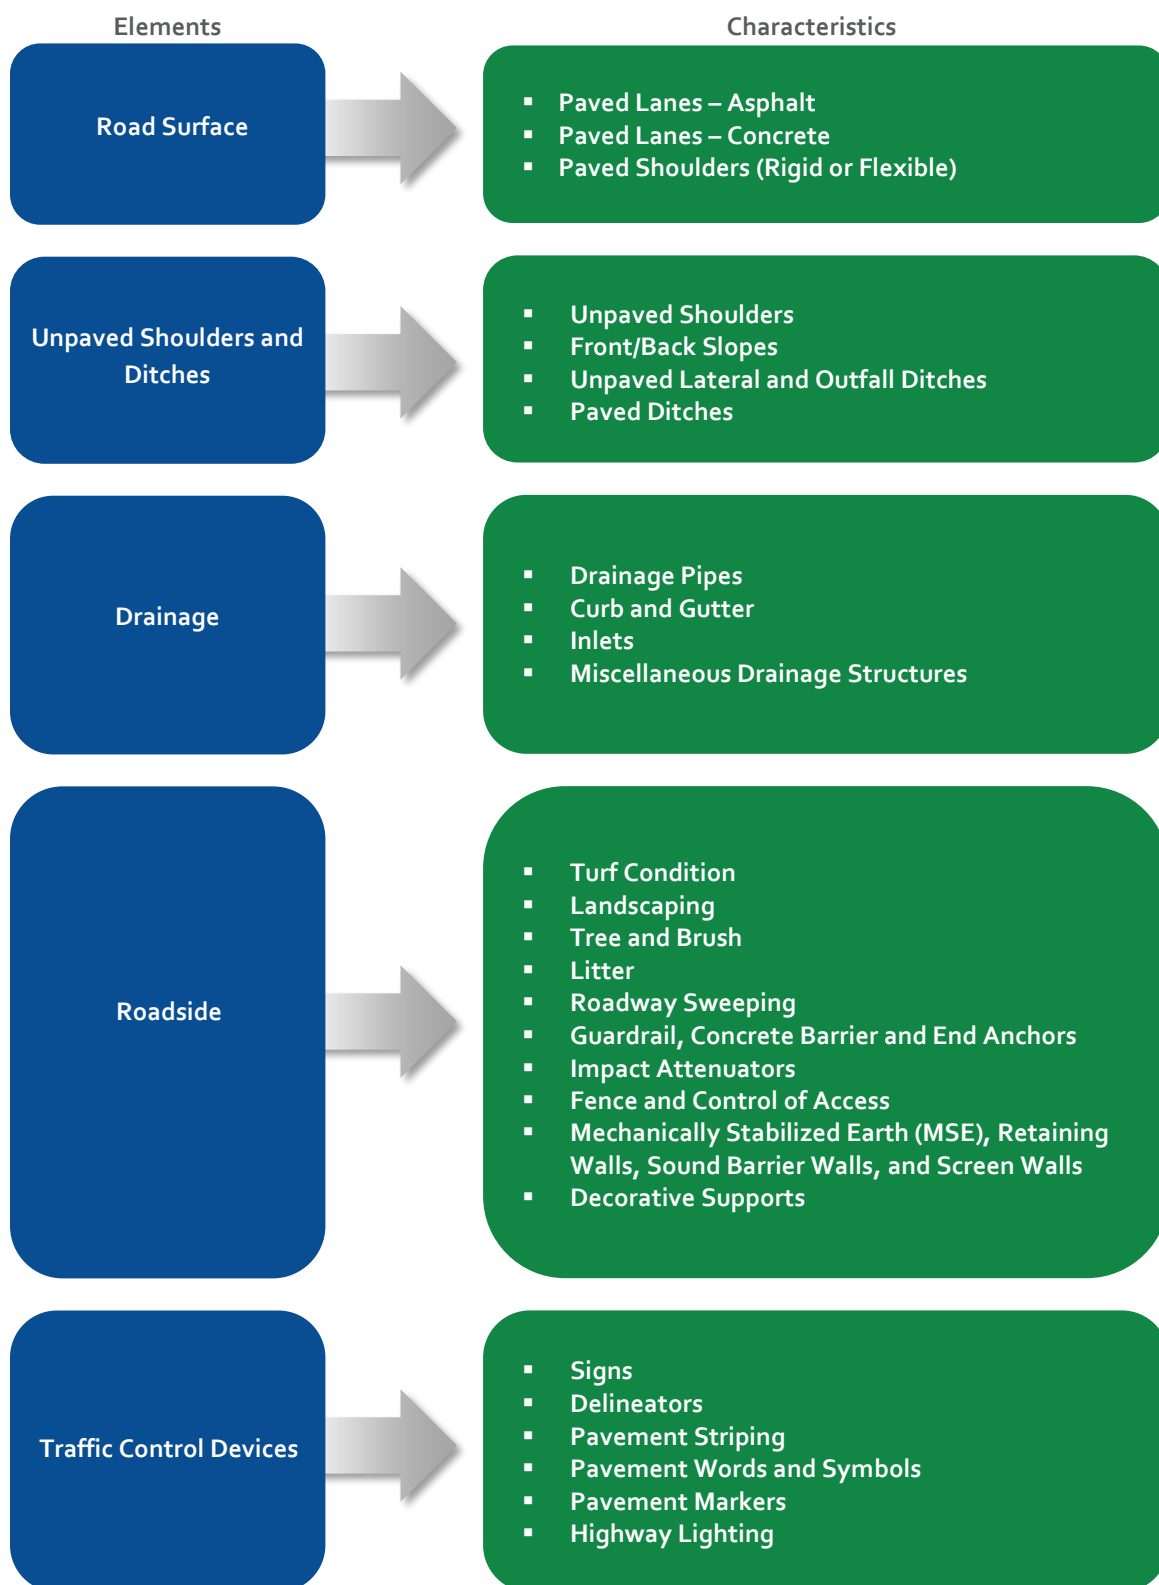 Elements
Characteristics
Road Surface
▪ Paved Lanes – Asphalt
▪ Paved Lanes – Concrete
▪ Paved Shoulders (Rigid or Flexible)
Unpaved Shoulders and
Ditches
▪ Unpaved Shoulders
▪ Front/Back Slopes
▪ Unpaved Lateral and Outfall Ditches
▪ Paved Ditches
Drainage
▪ Drainage Pipes
▪ Curb and Gutter
▪ Inlets
▪ Miscellaneous Drainage Structures
Roadside
▪ Turf Condition
▪ Landscaping
▪ Tree and Brush
▪ Litter
▪ Roadway Sweeping
▪ Guardrail, Concrete Barrier and End Anchors
▪ Impact Attenuators
▪ Fence and Control of Access
▪ Mechanically Stabilized Earth (MSE), Retaining
Walls, Sound Barrier Walls, and Screen Walls
▪ Decorative Supports
Traffic Control Devices
▪ Signs
▪ Delineators
▪ Pavement Striping
▪ Pavement Words and Symbols
▪ Pavement Markers
▪ Highway Lighting